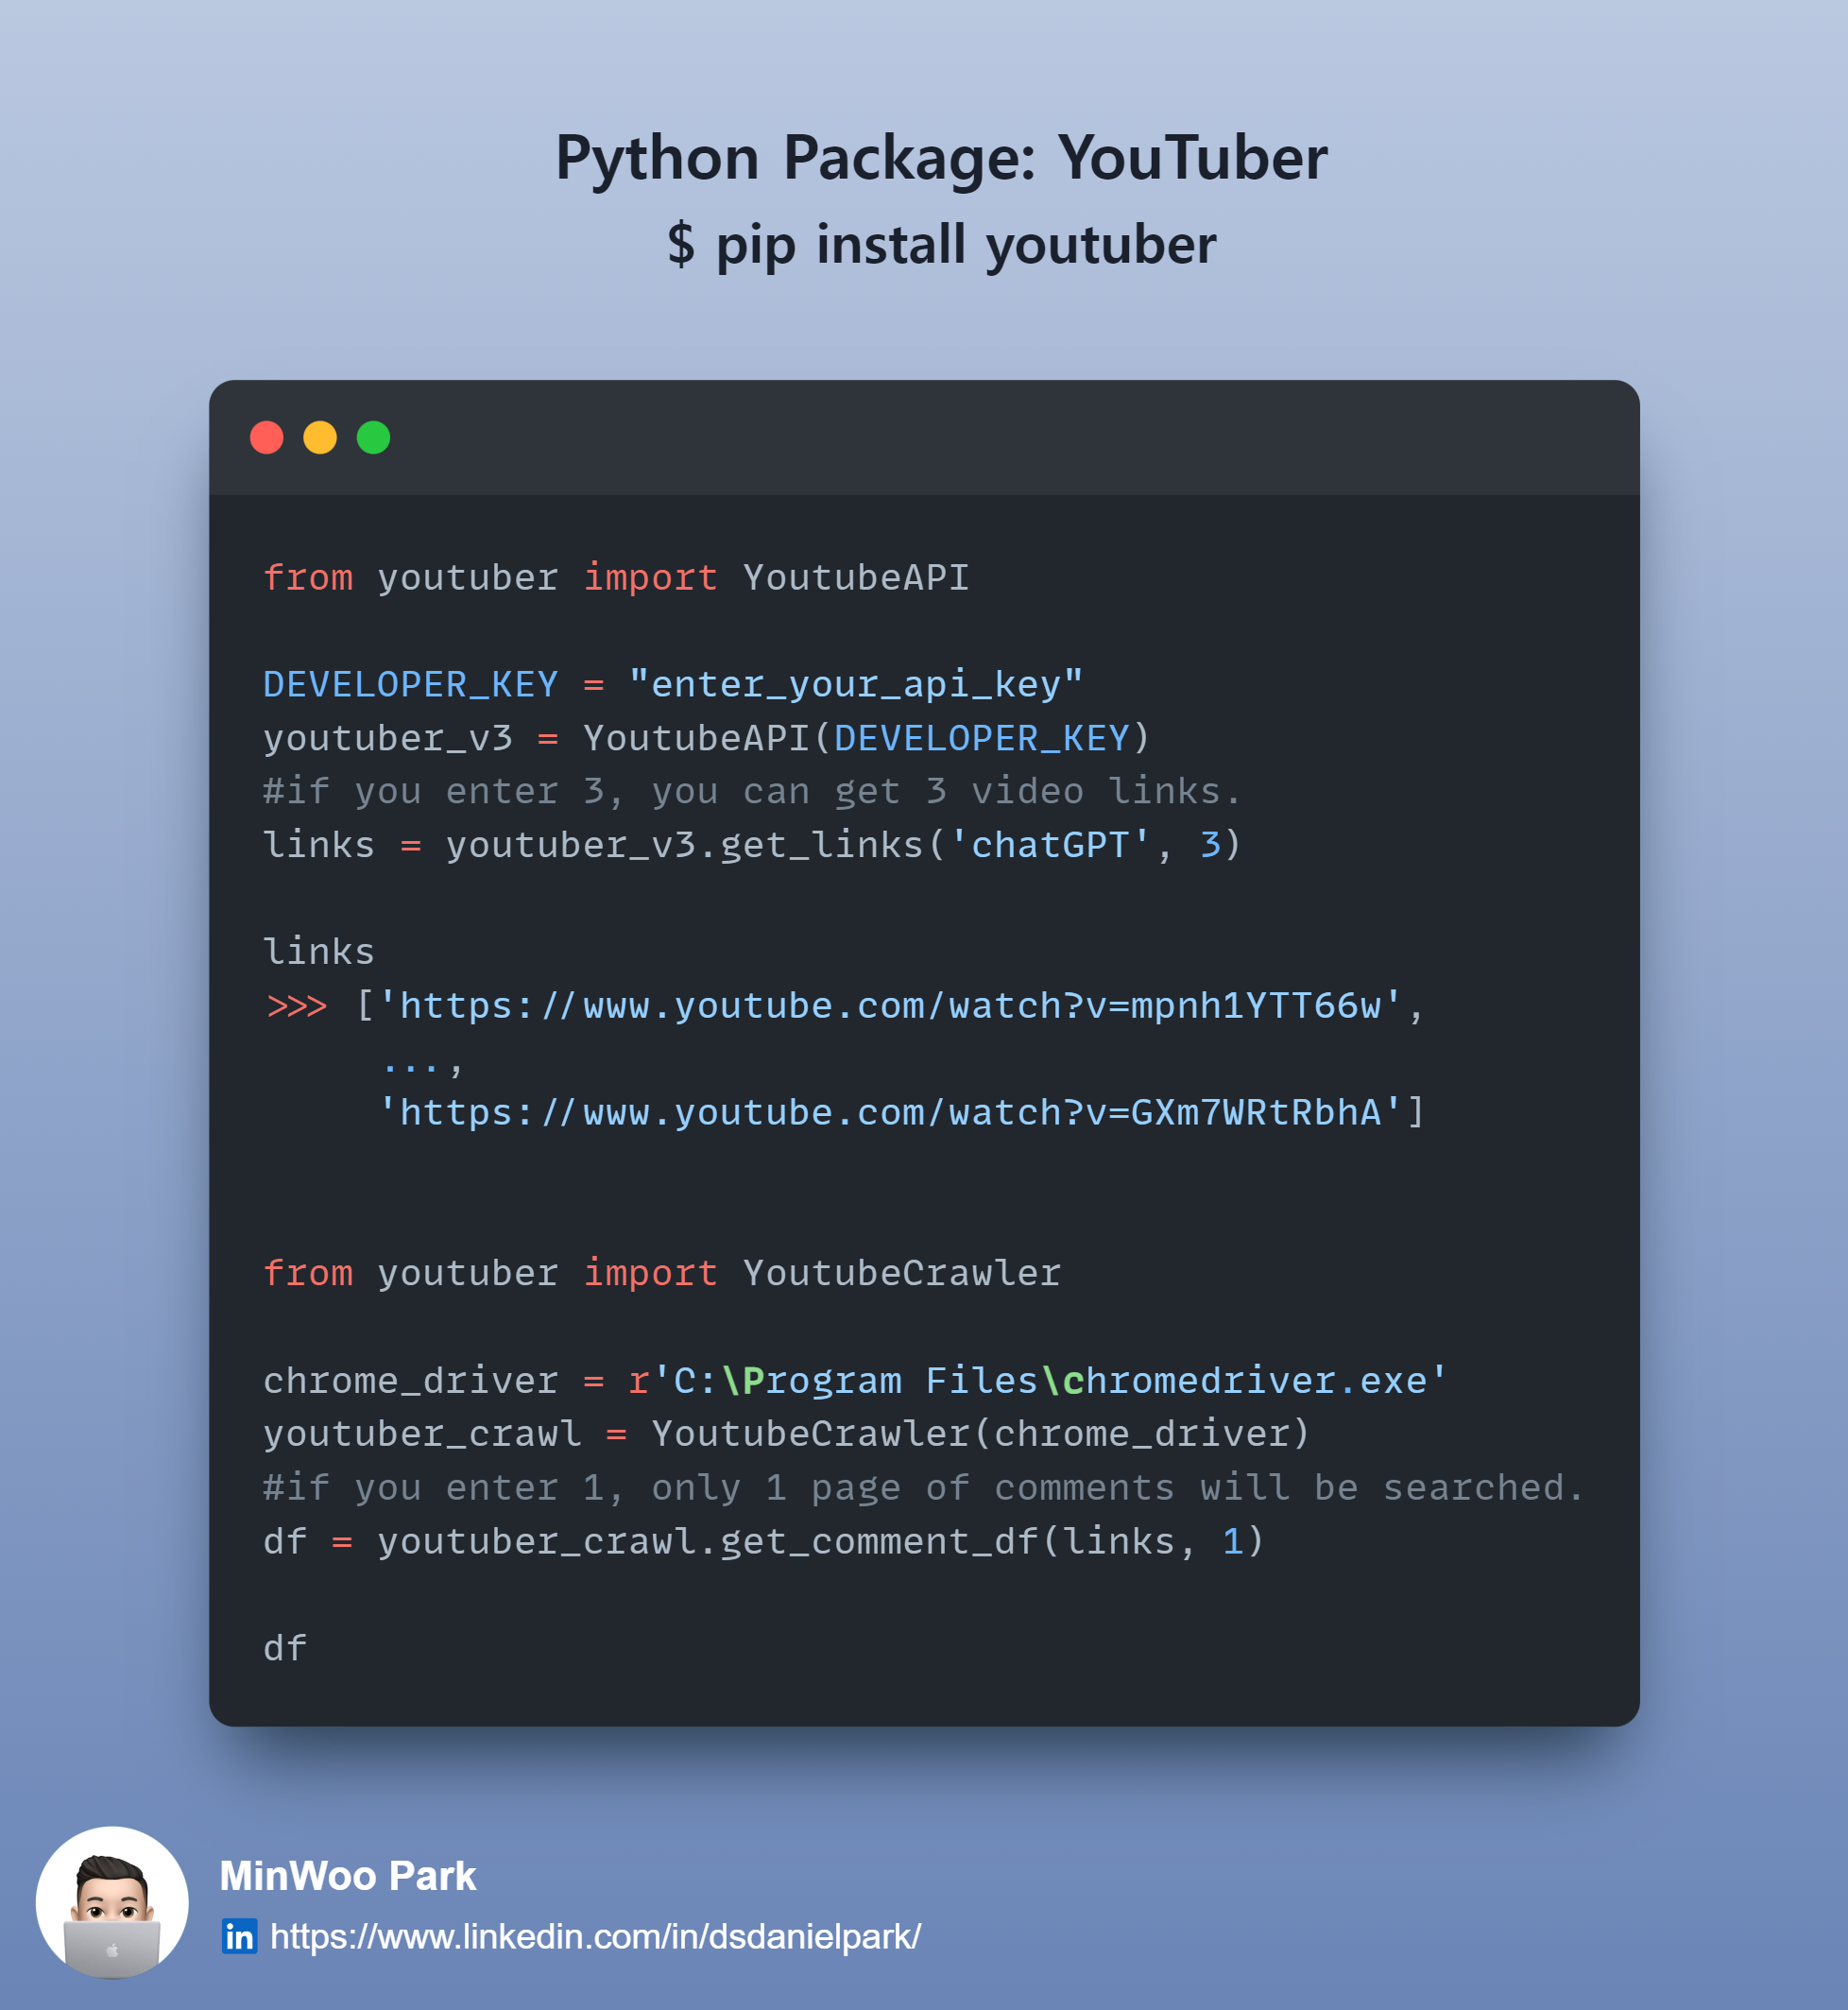 Python Package: YouTuber
$ pip install youtuber
from youtuber import YoutubeAPI
DEVELOPER_KEY = "enter_your_api_key"
youtuber_v3 = YoutubeAPI(DEVELOPER_KEY)
#if you enter 3, you can get 3 video links.
links = youtuber_v3.get_links('chatGPT', 3)
links
>>> ['https://www.youtube.com/watch?v=mpnh1YTT66w',
...,
'https://www.youtube.com/watch?v=GXm7WRtRbhA']
from youtuber import YoutubeCrawler
chrome_driver = r'C:\Program Files\chromedriver.exe'
youtuber_crawl = YoutubeCrawler(chrome_driver)
#if you enter 1, only 1 page of comments will be searched.
df = youtuber_crawl.get_comment_df(links, 1)
df
MinWoo Park
in https://www.linkedin.com/in/dsdanielpark/